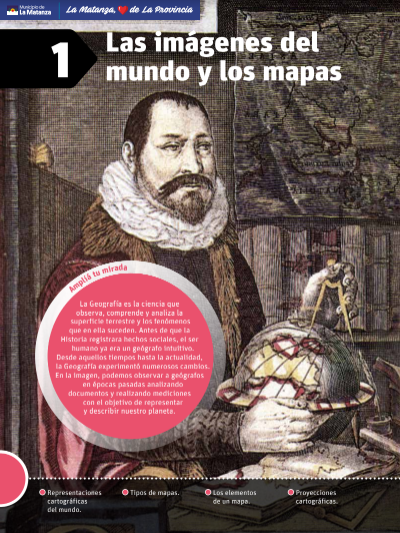 Municipio de
La Matanza
La Matanza, ❤ de La Provincia
1
Las imágenes del
mundo y los mapas
Ampliá tu mirada
La Geografía es la ciencia que
observa, comprende y analiza la
superficie terrestre y los fenómenos
que en ella suceden. Antes de que la
Historia registrara hechos sociales, el ser
humano ya era un geógrafo intuitivo.
Desde aquellos tiempos hasta la actualidad,
la Geografía experimentó numerosos cambios.
En la imagen, podemos observar a geógrafos
en épocas pasadas analizando
documentos y realizando mediciones
con el objetivo de representar
y describir nuestro planeta.
Representaciones
cartográficas
del mundo.
Tipos de mapas.
Los elementos
de un mapa.
Proyecciones
cartográficas.